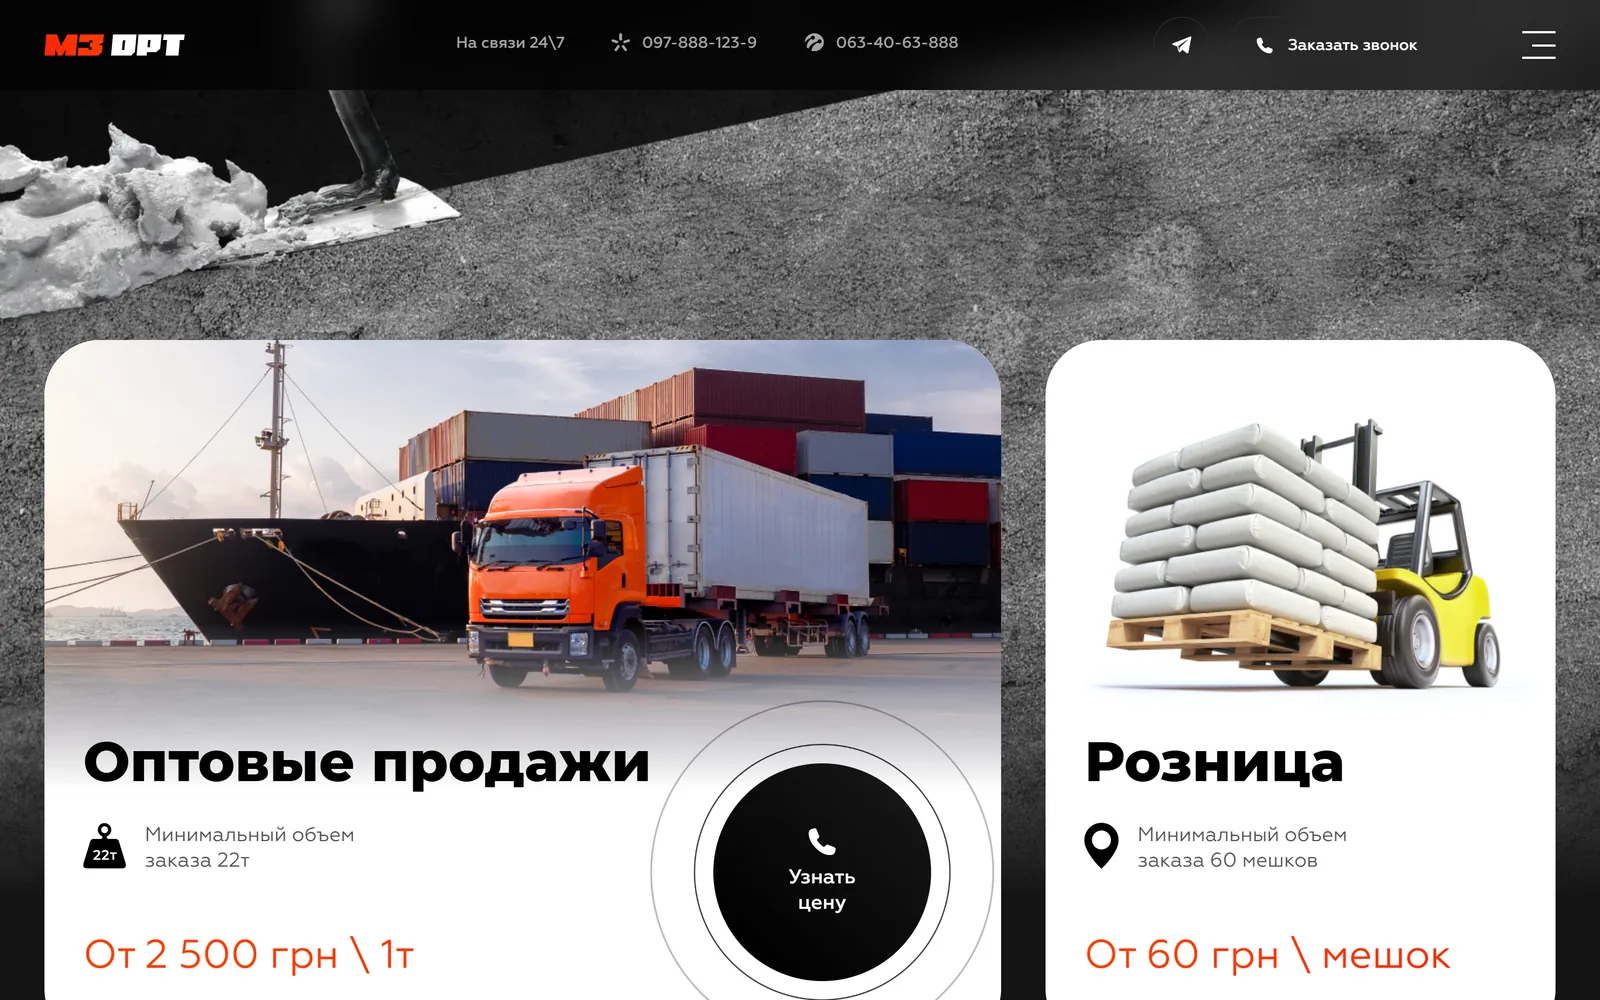 МЗ ОРТ
На связи 24\7
097-888-123-9
063-40-63-888
Заказать звонок
Оптовые продажи
22т
Минимальный объем
заказа 22т
Узнать
цену
От 2 500 грн \ 1т
Розница
Минимальный объем
заказа 60 мешков
От 60 грн \ мешок